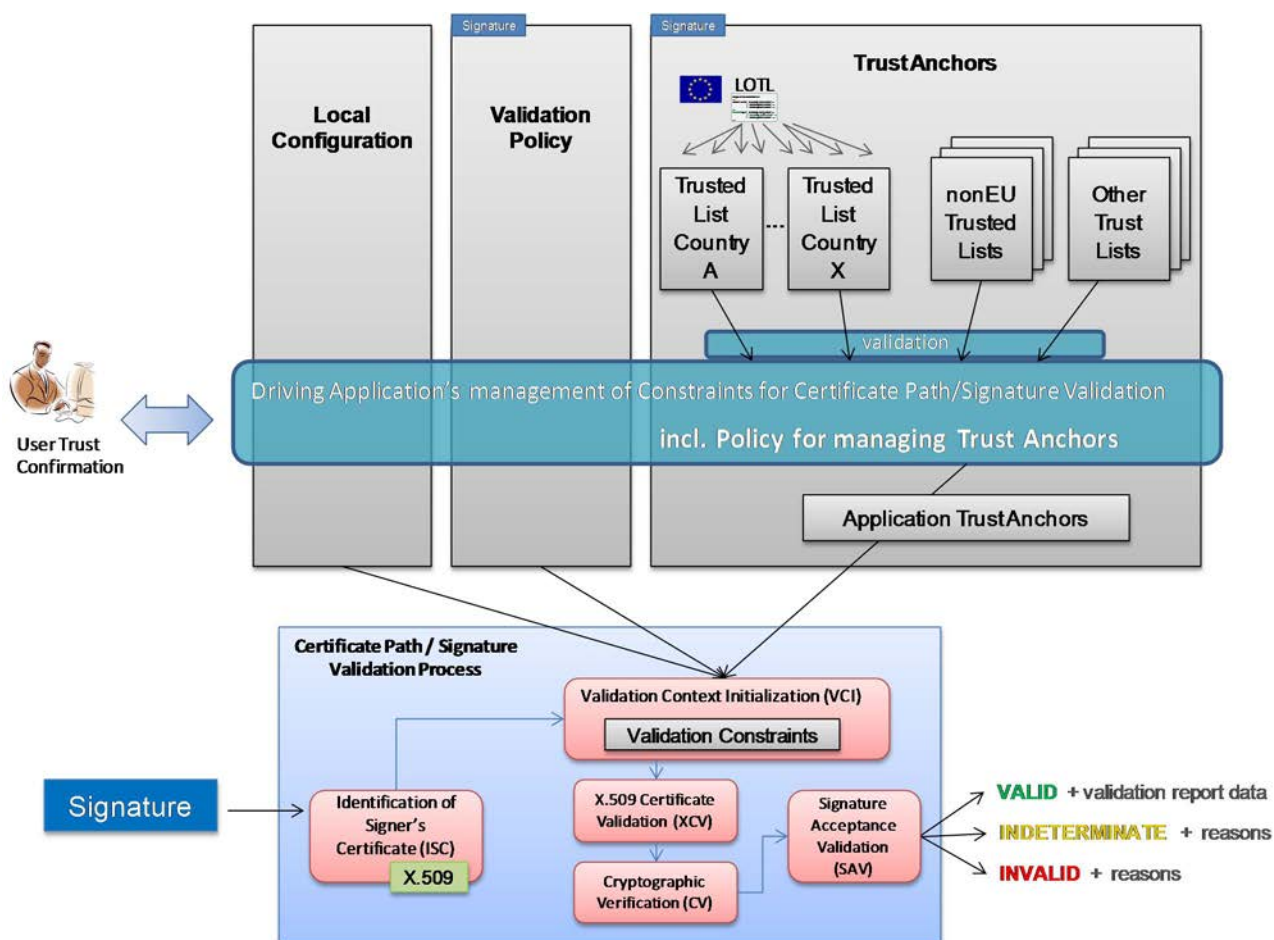 Signature
Signature
Local
Configuration
Validation
Policy
Trust Anchors
LOTL
Trusted
List
Country
A
...
Trusted
List
Country
X
nonEU
Trusted
Lists
Other
Trust
Lists
validation
Driving Application's management of Constraints for Certificate Path/Signature Validation
incl. Policy for managing Trust Anchors
User Trust
Confirmation
Application Trust Anchors
Certificate Path / Signature
Validation Process
Validation Context Initialization (VCI)
Validation Constraints
Signature
Identification of
Signer's
Certificate (ISC)
X.509
X.509 Certificate
Validation (XCV)
Cryptographic
Verification (CV)
Signature
Acceptance
Validation
(SAV)
VALID + validation report data
INDETERMINATE + reasons
INVALID + reasons